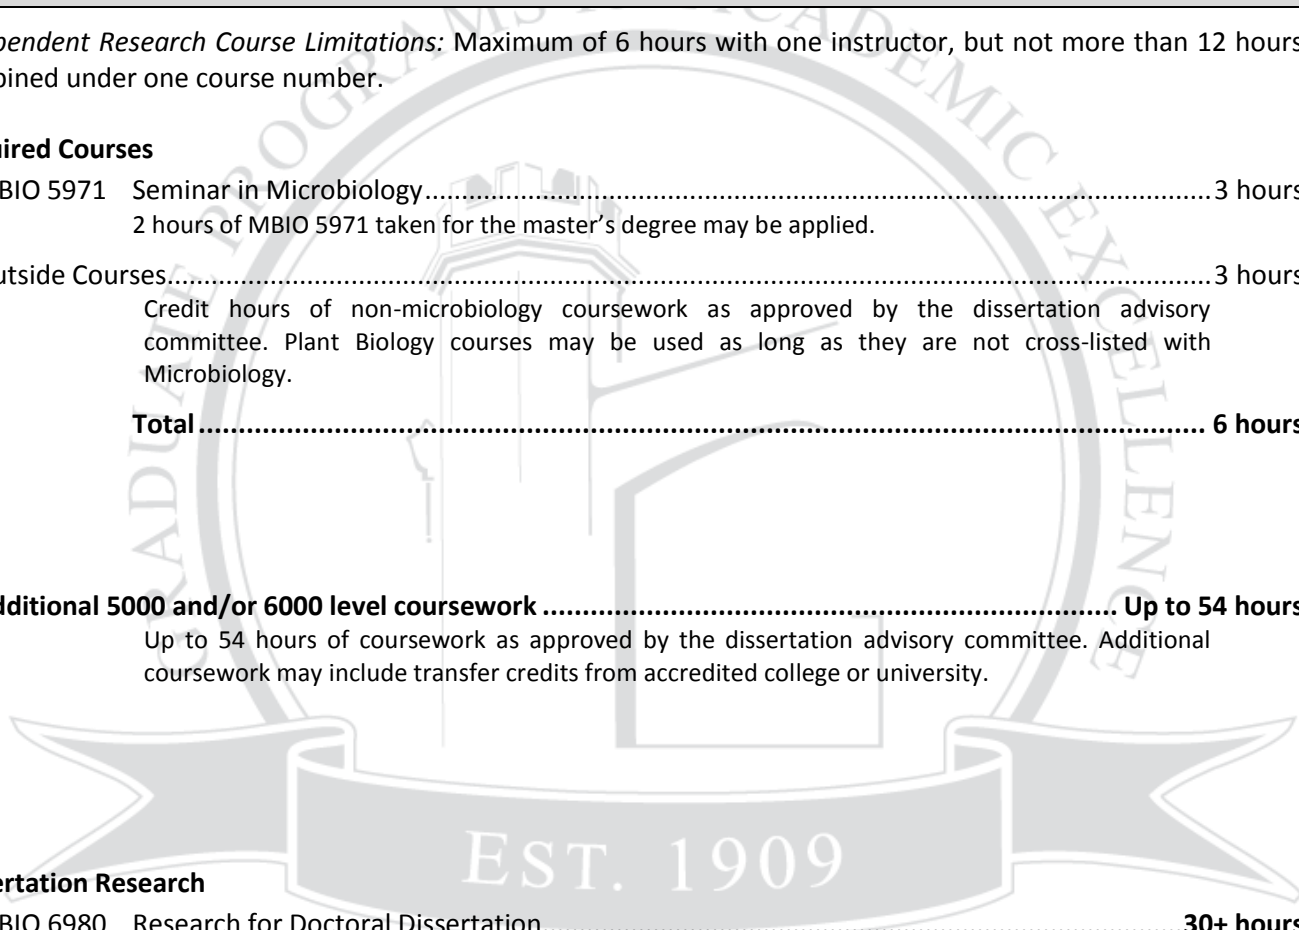 pendent Research Course Limitations: Maximum of 6 hours with one instructor, but not more than 12 hours
bined under one course number.
uired Courses
BIO 5971 Seminar in Microbiology.......... 3 hours
2 hours of MBIO 5971 taken for the master’s degree may be applied.
utside Courses.......... 3 hours
Credit hours of non-microbiology coursework as approved by the dissertation advisory
committee. Plant Biology courses may be used as long as they are not cross-listed with
Microbiology.
Total.......... 6 hours
dditional 5000 and/or 6000 level coursework.......... Up to 54 hours
Up to 54 hours of coursework as approved by the dissertation advisory committee. Additional
coursework may include transfer credits from accredited college or university.
ertation Research
BIO 6980 Research for Doctoral Dissertation.......... 30+ hours
GRADUATE PROGRAMS ACADEMIC EXCELLENCE
EST. 1909